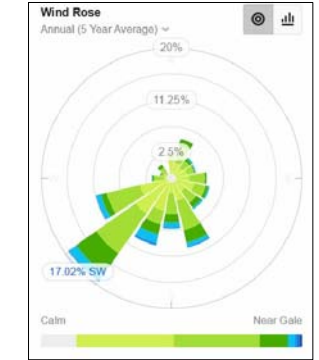 Wind Rose
Annual (5 Year Average)
20%
11.25%
2.5%
17.02% SW
Calm Near Gale